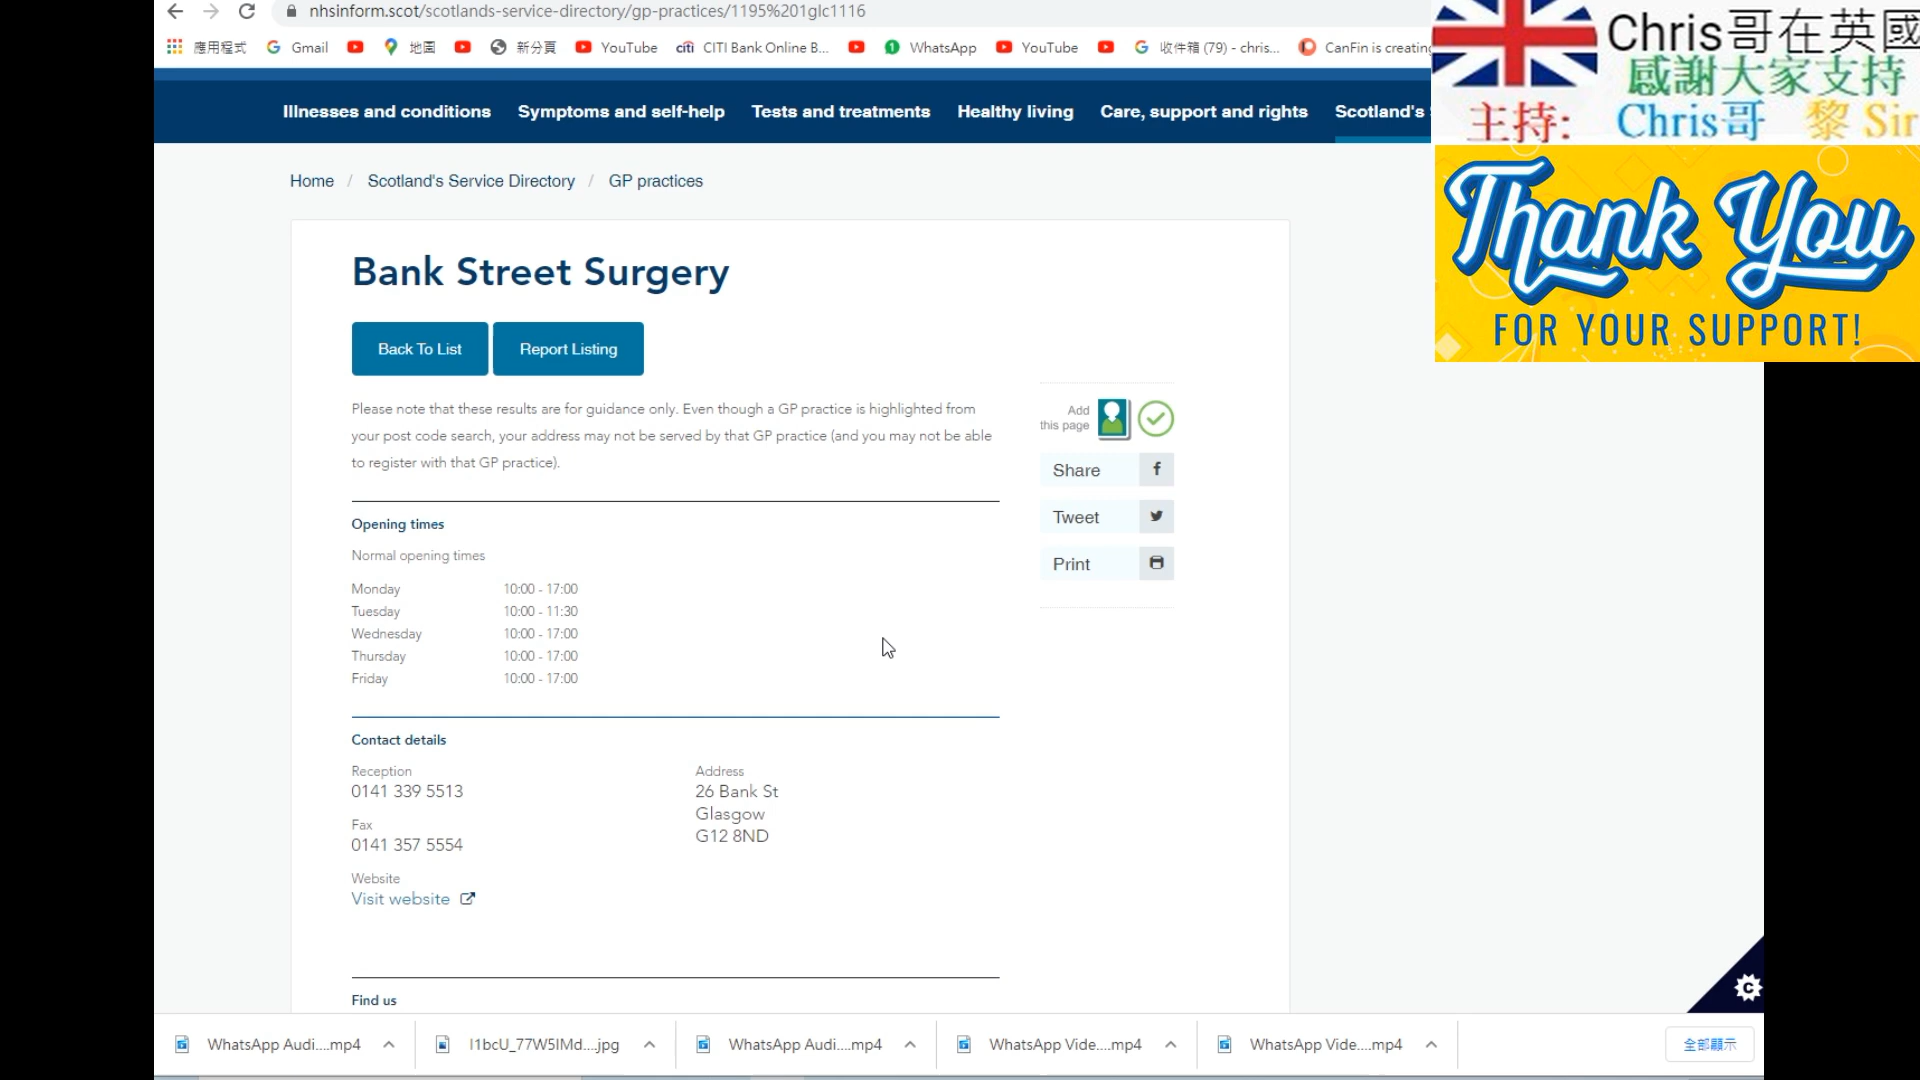 nhsinform.scot/scotlands-service-directory/gp-practices/1195%201glc1116
應用程式 Gmail 地圖 新分頁 YouTube citi CITI Bank Online B... WhatsApp YouTube 收件箱 (79) - chris... CanFin is creating
Chris哥在英國
感謝大家支持
主持: Chris哥 黎 Sir
Thank You
FOR YOUR SUPPORT!
Illnesses and conditions Symptoms and self-help Tests and treatments Healthy living Care, support and rights Scotland's
Home / Scotland's Service Directory / GP practices
Bank Street Surgery
Back To List Report Listing
Please note that these results are for guidance only. Even though a GP practice is highlighted from
your post code search, your address may not be served by that GP practice (and you may not be able
to register with that GP practice).
Add
this page
Share
Tweet
Print
Opening times
Normal opening times
Monday 10:00 - 17:00
Tuesday 10:00 - 11:30
Wednesday 10:00 - 17:00
Thursday 10:00 - 17:00
Friday 10:00 - 17:00
Contact details
Reception
0141 339 5513
Fax
0141 357 5554
Website
Visit website
Address
26 Bank St
Glasgow
G12 8ND
Find us
WhatsApp Audi....mp4 l1bcU_77W5IMd....jpg WhatsApp Audi....mp4 WhatsApp Vide....mp4 WhatsApp Vide....mp4 全部顯示